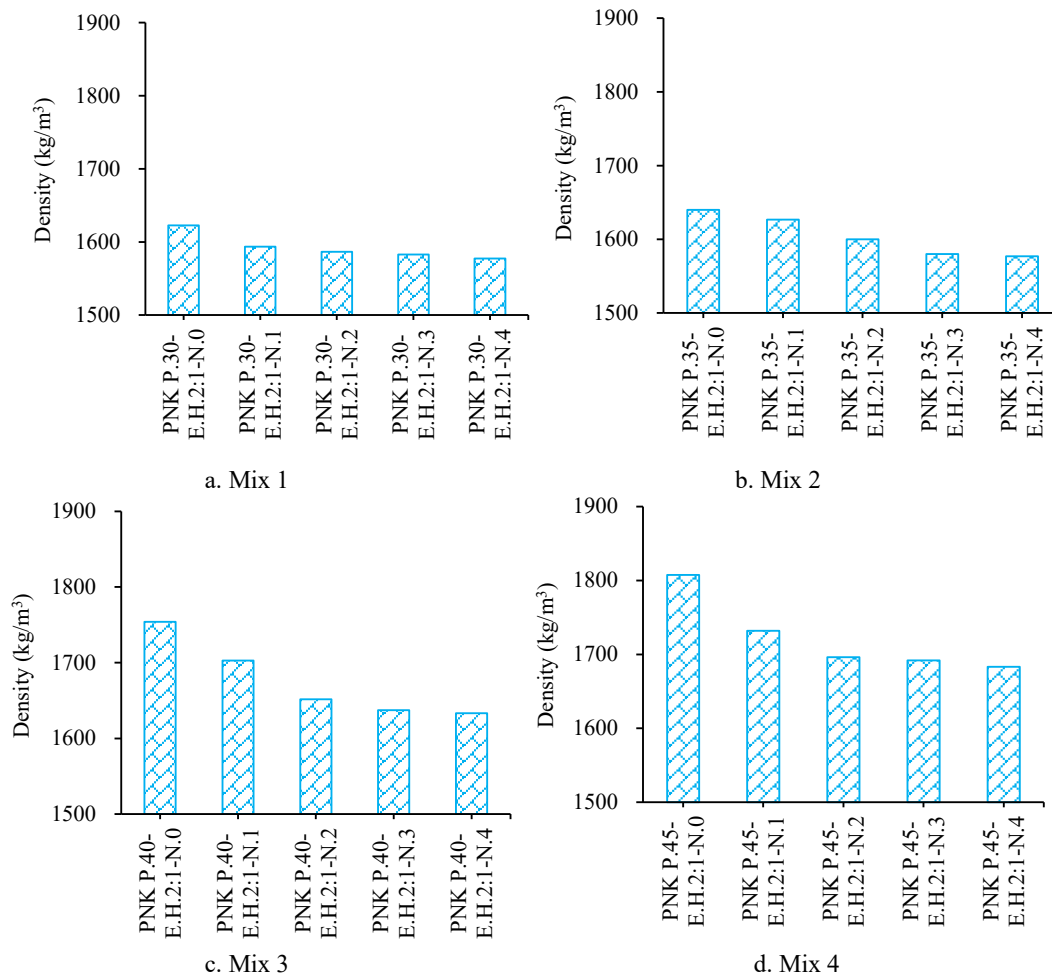 1900
1800
1700
1600
1500
Density (kg/m³)
PNK P.30-
E.H.2:1-N.0
PNK P.30-
E.H.2:1-N.1
PNK P.30-
E.H.2:1-N.2
PNK P.30-
E.H.2:1-N.3
PNK P.30-
E.H.2:1-N.4
a. Mix 1
1900
1800
1700
1600
1500
Density (kg/m³)
PNK P.35-
E.H.2:1-N.0
PNK P.35-
E.H.2:1-N.1
PNK P.35-
E.H.2:1-N.2
PNK P.35-
E.H.2:1-N.3
PNK P.35-
E.H.2:1-N.4
b. Mix 2
1900
1800
1700
1600
1500
Density (kg/m³)
PNK P.40-
E.H.2:1-N.0
PNK P.40-
E.H.2:1-N.1
PNK P.40-
E.H.2:1-N.2
PNK P.40-
E.H.2:1-N.3
PNK P.40-
E.H.2:1-N.4
c. Mix 3
1900
1800
1700
1600
1500
Density (kg/m³)
PNK P.45-
E.H.2:1-N.0
PNK P.45-
E.H.2:1-N.1
PNK P.45-
E.H.2:1-N.2
PNK P.45-
E.H.2:1-N.3
PNK P.45-
E.H.2:1-N.4
d. Mix 4